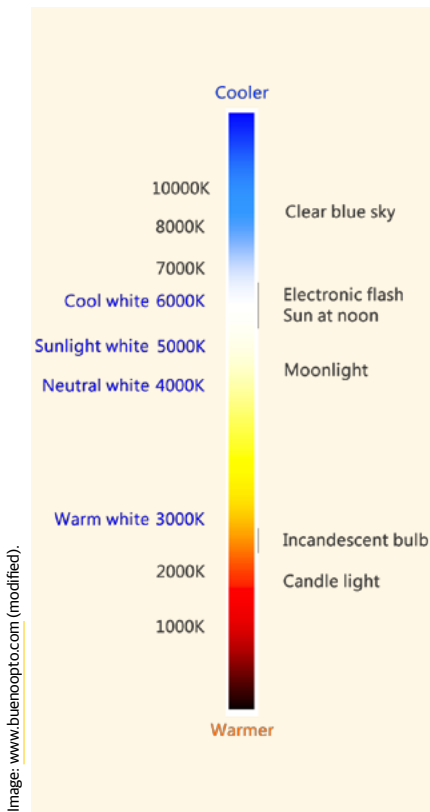 Cooler
10000K
Clear blue sky
8000K
7000K
Cool white 6000K
Electronic flash
Sun at noon
Sunlight white 5000K
Moonlight
Neutral white 4000K
Warm white 3000K
Incandescent bulb
2000K
Candle light
1000K
Warmer
Image: www.buenoopto.com (modified).